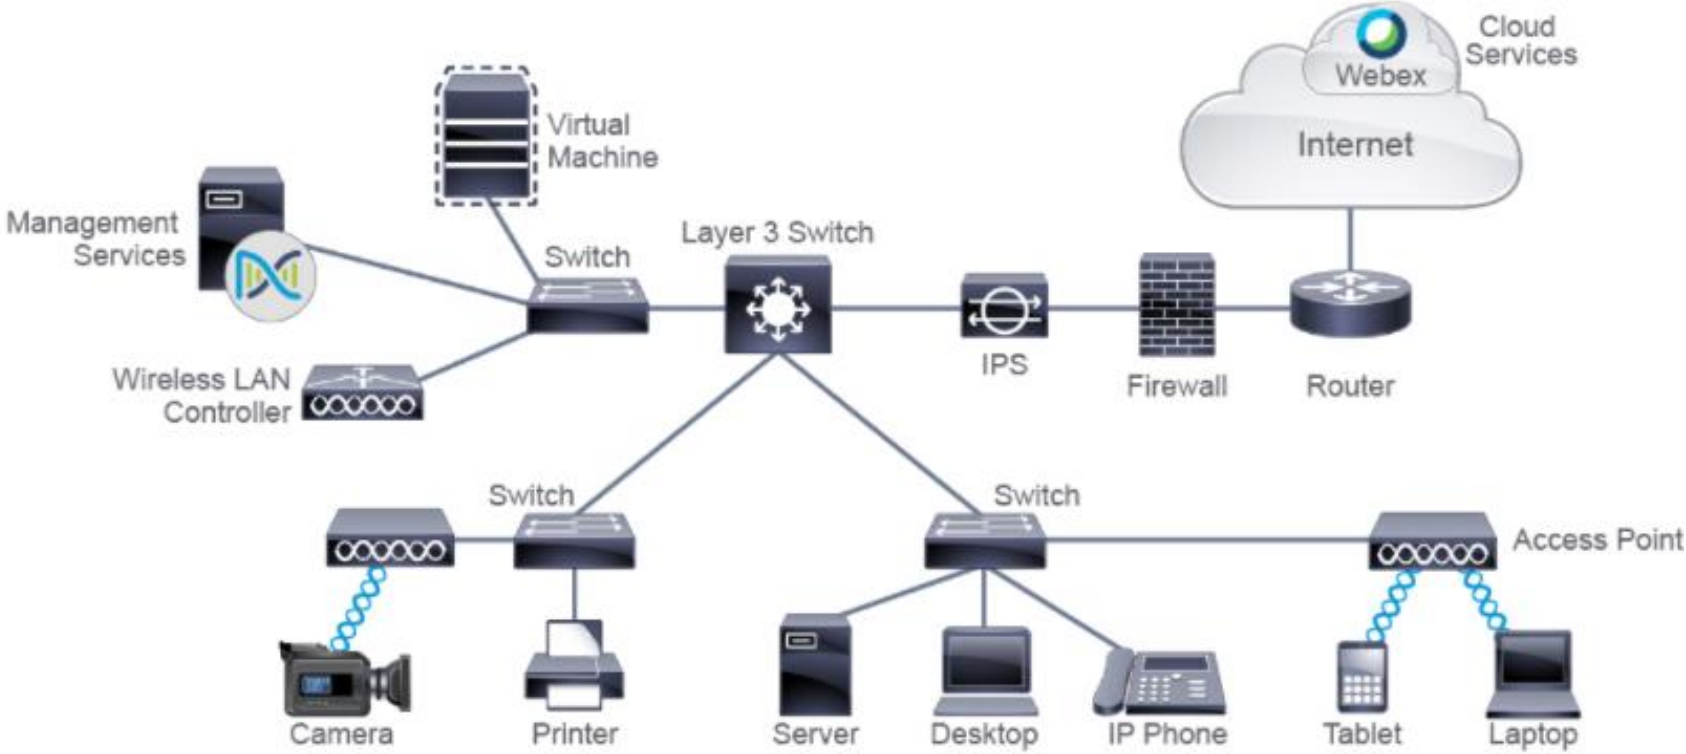 Cloud
Services
Webex
Internet
Virtual
Machine
Management
Services
Switch
Layer 3 Switch
IPS
Firewall
Router
Wireless LAN
Controller
Switch
Switch
Access Point
Camera
Printer
Server
Desktop
IP Phone
Tablet
Laptop